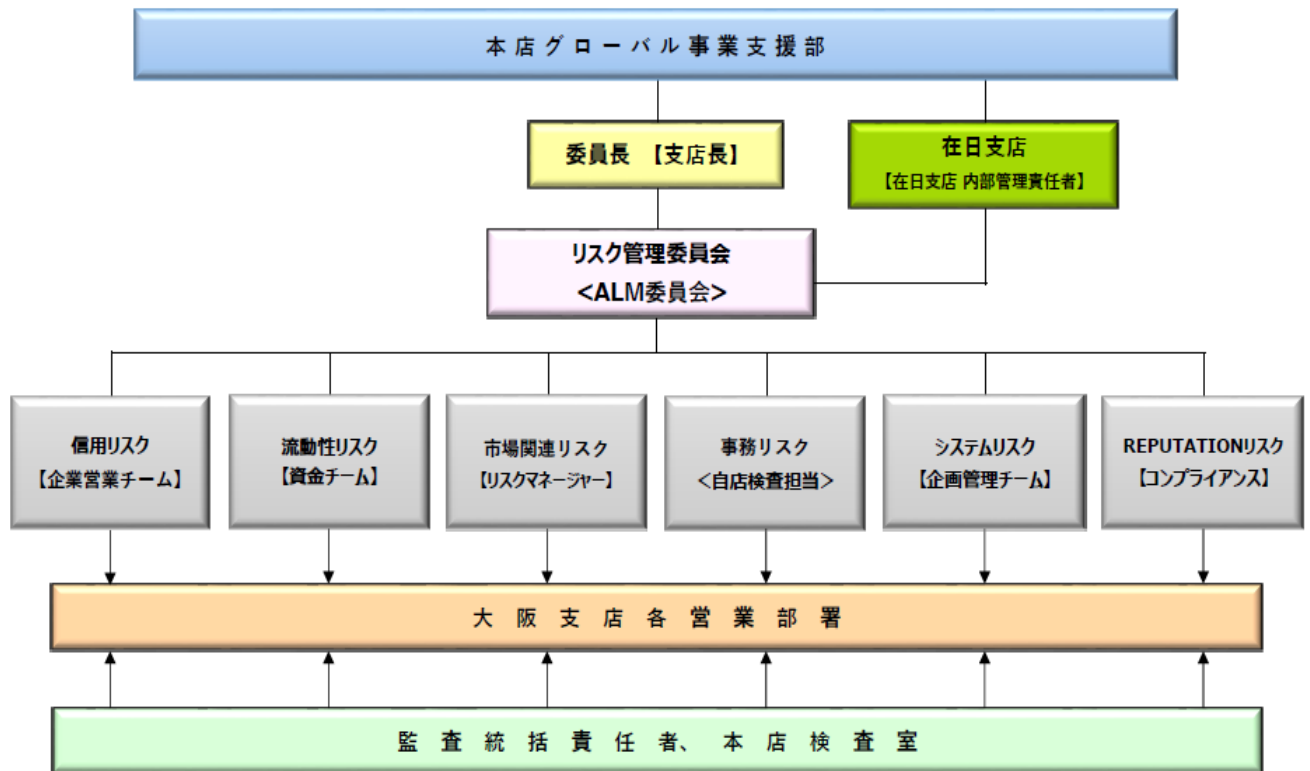 本店グローバル事業支援部
委員長 【支店長】
在日支店
【在日支店 内部管理責任者】
リスク管理委員会
<ALM委員会>
信用リスク
【企業営業チーム】
流動性リスク
【資金チーム】
市場関連リスク
【リスクマネージャー】
事務リスク
<自店検査担当>
システムリスク
【企画管理チーム】
REPUTATIONリスク
【コンプライアンス】
大阪支店各営業部署
監査統括責任者、本店検査室